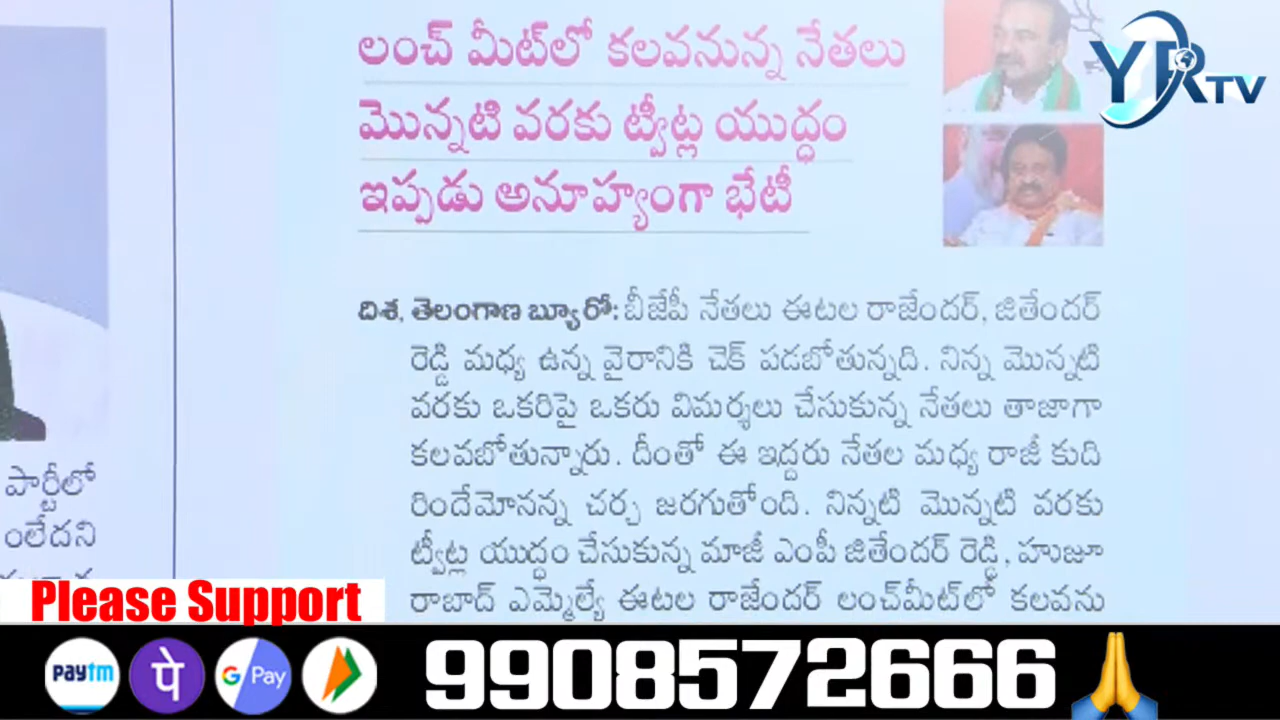 లంచ్ మీట్‌లో కలవనున్న నేతలు
మొన్నటి వరకు ట్వీట్ల యుద్ధం
ఇప్పడు అనూహ్యంగా భేటీ
YR TV
దిశ, తెలంగాణ బ్యూరో: బీజేపీ నేతలు ఈటల రాజేందర్, జితేందర్
రెడ్డి మధ్య ఉన్న వైరానికి చెక్ పడబోతున్నది. నిన్న మొన్నటి
వరకు ఒకరిపై ఒకరు విమర్శలు చేసుకున్న నేతలు తాజాగా
కలవబోతున్నారు. దీంతో ఈ ఇద్దరు నేతల మధ్య రాజీ కుది
రిందేమోనన్న చర్చ జరగుతోంది. నిన్నటి మొన్నటి వరకు
ట్వీట్ల యుద్ధం చేసుకున్న మాజీ ఎంపీ జితేందర్ రెడ్డి, హుజూ
రాబాద్ ఎమ్మెల్యే ఈటల రాజేందర్ లంచ్‌మీట్‌లో కలవను
పార్టీలో
ంలేదని
Please Support
paytm
पे
G Pay
9908572666